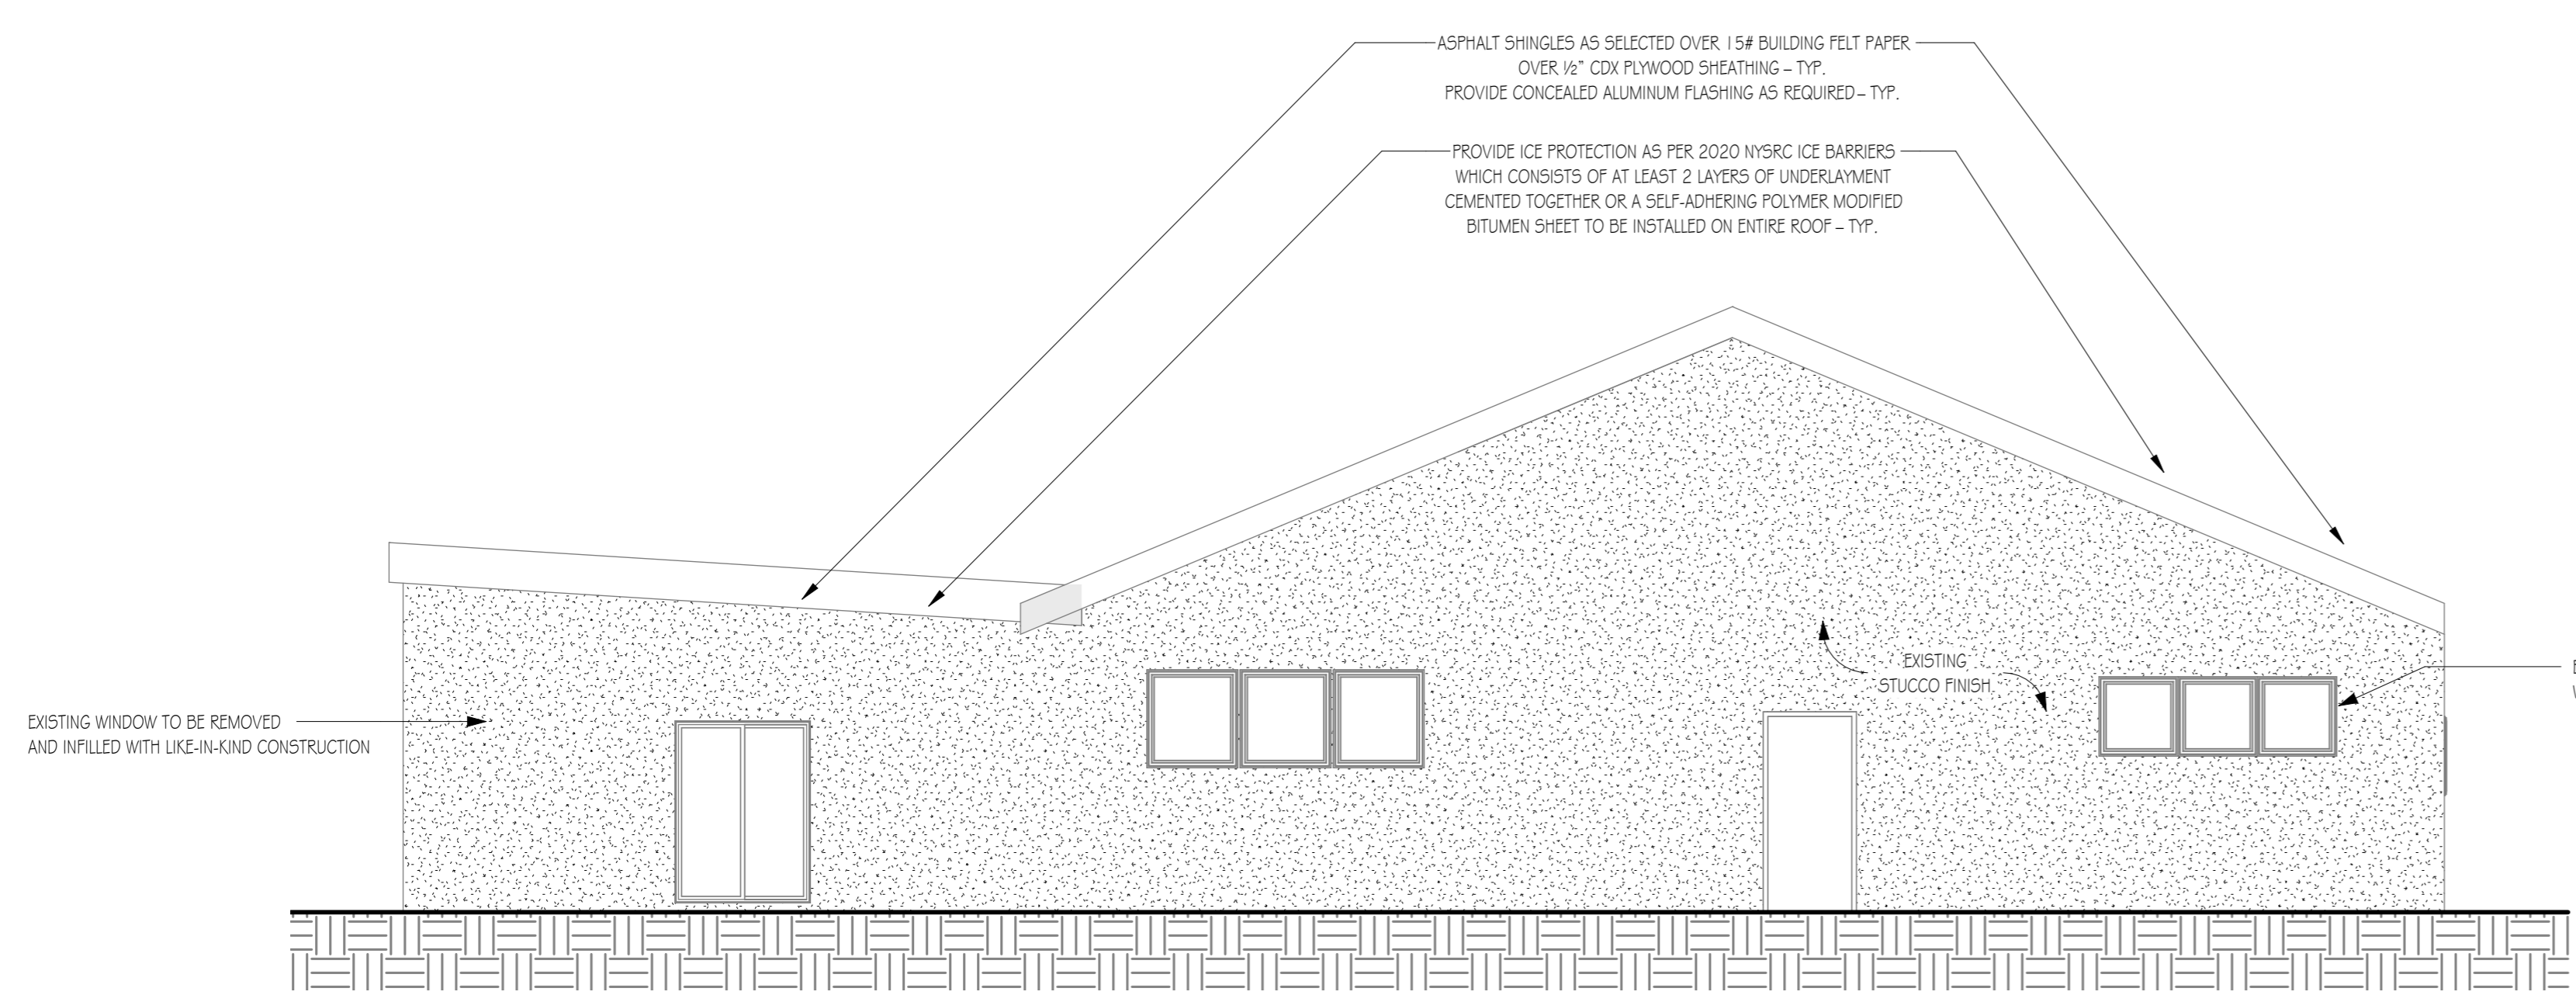 ASPHALT SHINGLES AS SELECTED OVER 15# BUILDING FELT PAPER
OVER ½" CDX PLYWOOD SHEATHING – TYP.
PROVIDE CONCEALED ALUMINUM FLASHING AS REQUIRED – TYP.
PROVIDE ICE PROTECTION AS PER 2020 NYSRC ICE BARRIERS
WHICH CONSISTS OF AT LEAST 2 LAYERS OF UNDERLAYMENT
CEMENTED TOGETHER OR A SELF-ADHERING POLYMER MODIFIED
BITUMEN SHEET TO BE INSTALLED ON ENTIRE ROOF – TYP.
EXISTING
STUCCO FINISH
EXISTING WINDOW TO BE REMOVED
AND INFILLED WITH LIKE-IN-KIND CONSTRUCTION